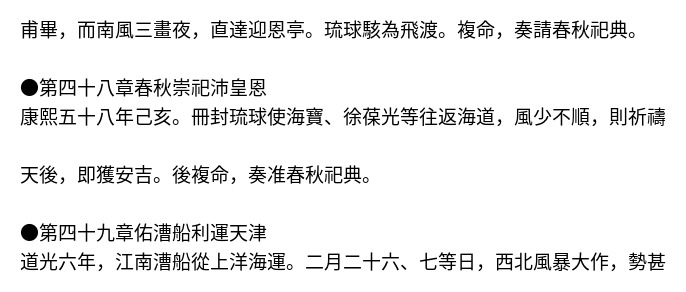 甫畢，而南風三晝夜，直達迎恩亭。琉球駭為飛渡。複命，奏請春秋祀典。
●第四十八章春秋崇祀沛皇恩
康熙五十八年己亥。冊封琉球使海寶、徐葆光等往返海道，風少不順，則祈禱
天後，即獲安吉。後複命，奏准春秋祀典。
●第四十九章佑漕船利運天津
道光六年，江南漕船從上洋海運。二月二十六、七等日，西北風暴大作，勢甚